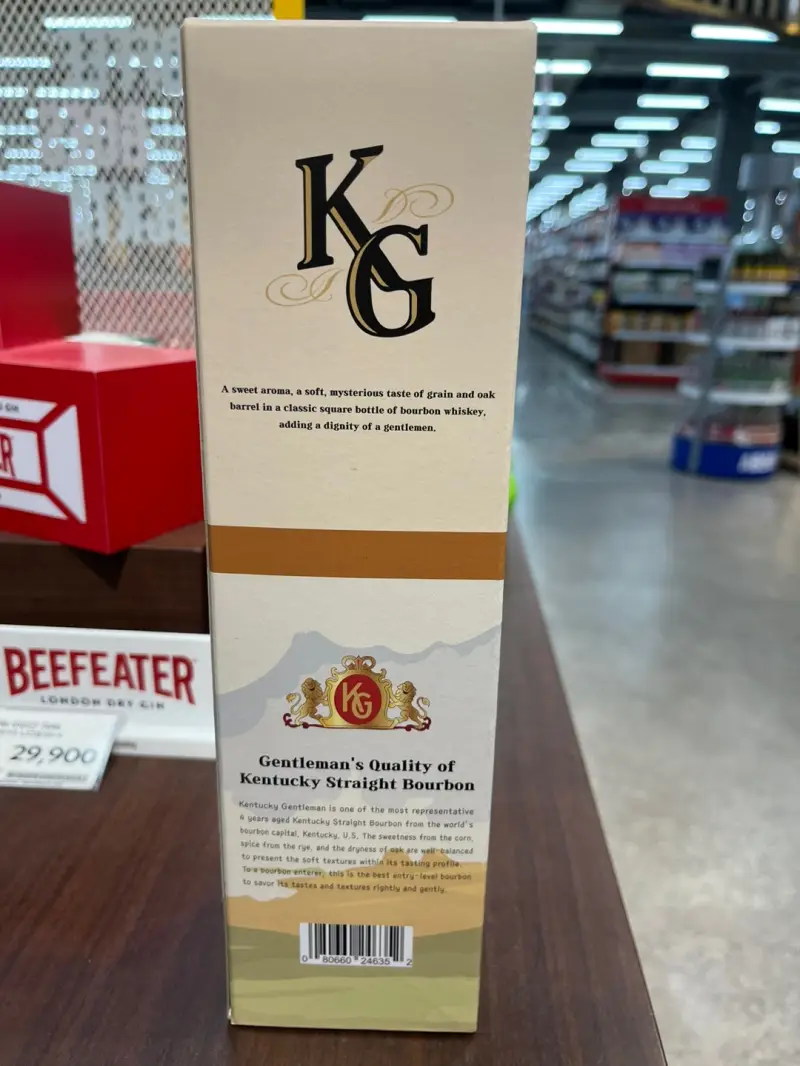 KG
A sweet aroma, a soft, mysterious taste of grain and oak
barrel in a classic square bottle of bourbon whiskey,
adding a dignity of a gentlemen.
KG
Gentleman's Quality of
Kentucky Straight Bourbon
Kentucky Gentleman is one of the most representative
4 years aged Kentucky Straight Bourbon from the world's
bourbon capital, Kentucky, U.S. The sweetness from the corn,
spice from the rye, and the dryness of oak are well-balanced
to present the soft textures within its tasting profile.
To a bourbon enterer, this is the best entry-level bourbon
to savor its tastes and textures rightly and gently.
0 80660 24635 2
BEEFEATER
LONDON DRY GIN
29,900